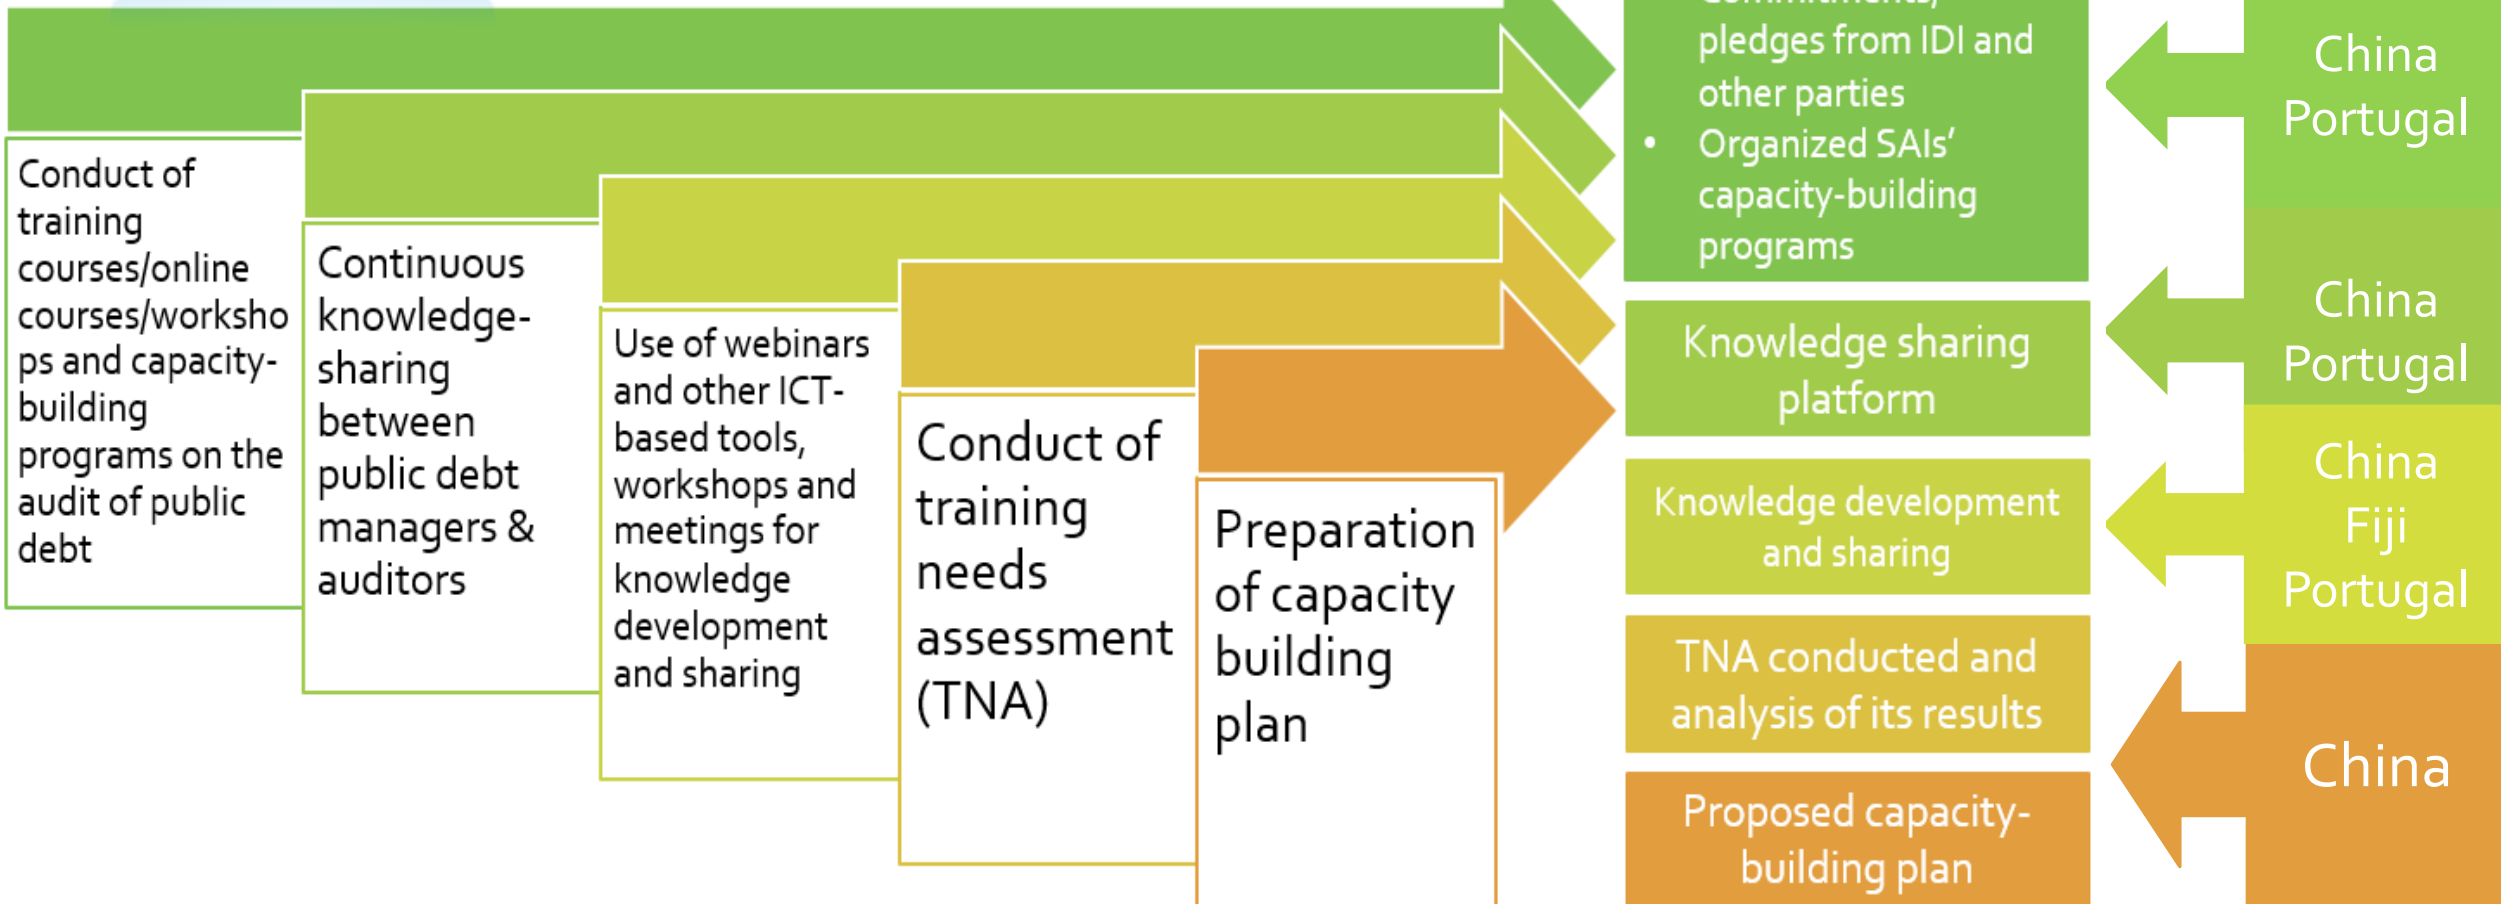 Conduct of
training
courses/online
courses/worksho
ps and capacity-
building
programs on the
audit of public
debt
Continuous
knowledge-
sharing
between
public debt
managers &
auditors
Use of webinars
and other ICT-
based tools,
workshops and
meetings for
knowledge
development
and sharing
Conduct of
training
needs
assessment
(TNA)
Preparation
of capacity
building
plan
pledges from IDI and
other parties
• Organized SAIs'
capacity-building
programs
Knowledge sharing
platform
Knowledge development
and sharing
TNA conducted and
analysis of its results
Proposed capacity-
building plan
China
Portugal
China
Portugal
China
Fiji
Portugal
China